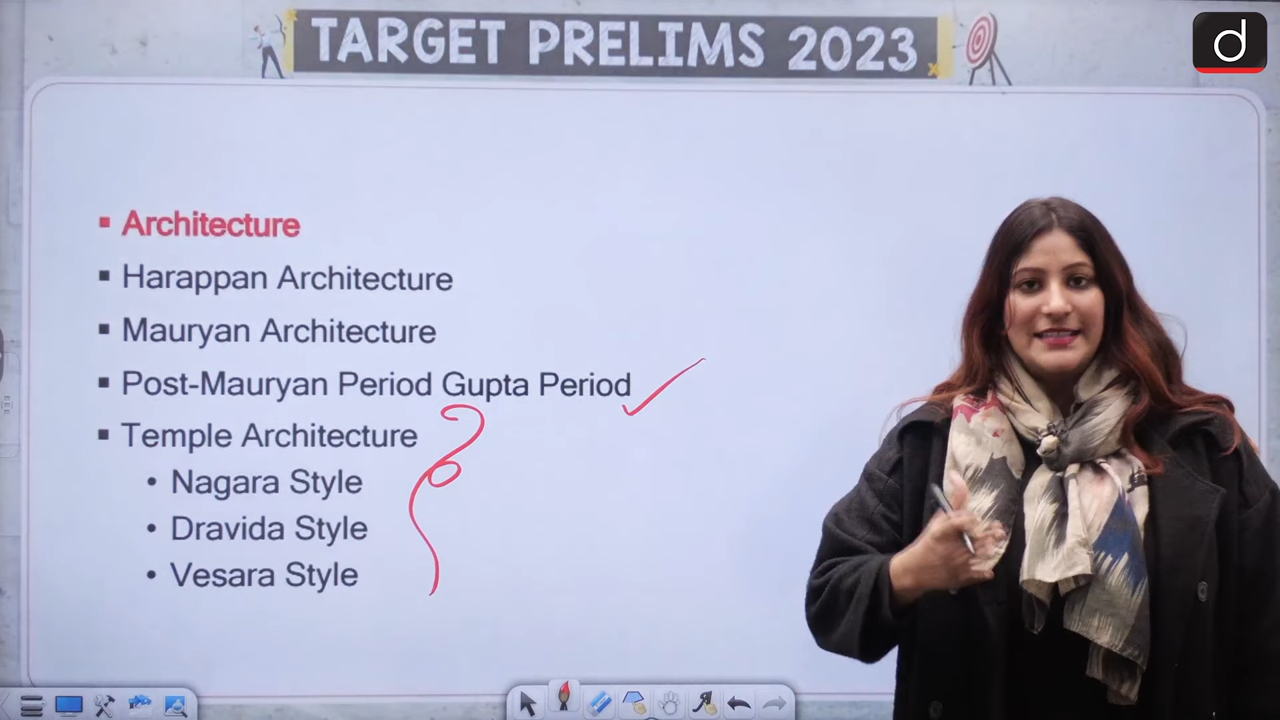 TARGET PRELIMS 2023
d
Architecture
Harappan Architecture
Mauryan Architecture
Post-Mauryan Period Gupta Period
Temple Architecture
Nagara Style
Dravida Style
Vesara Style